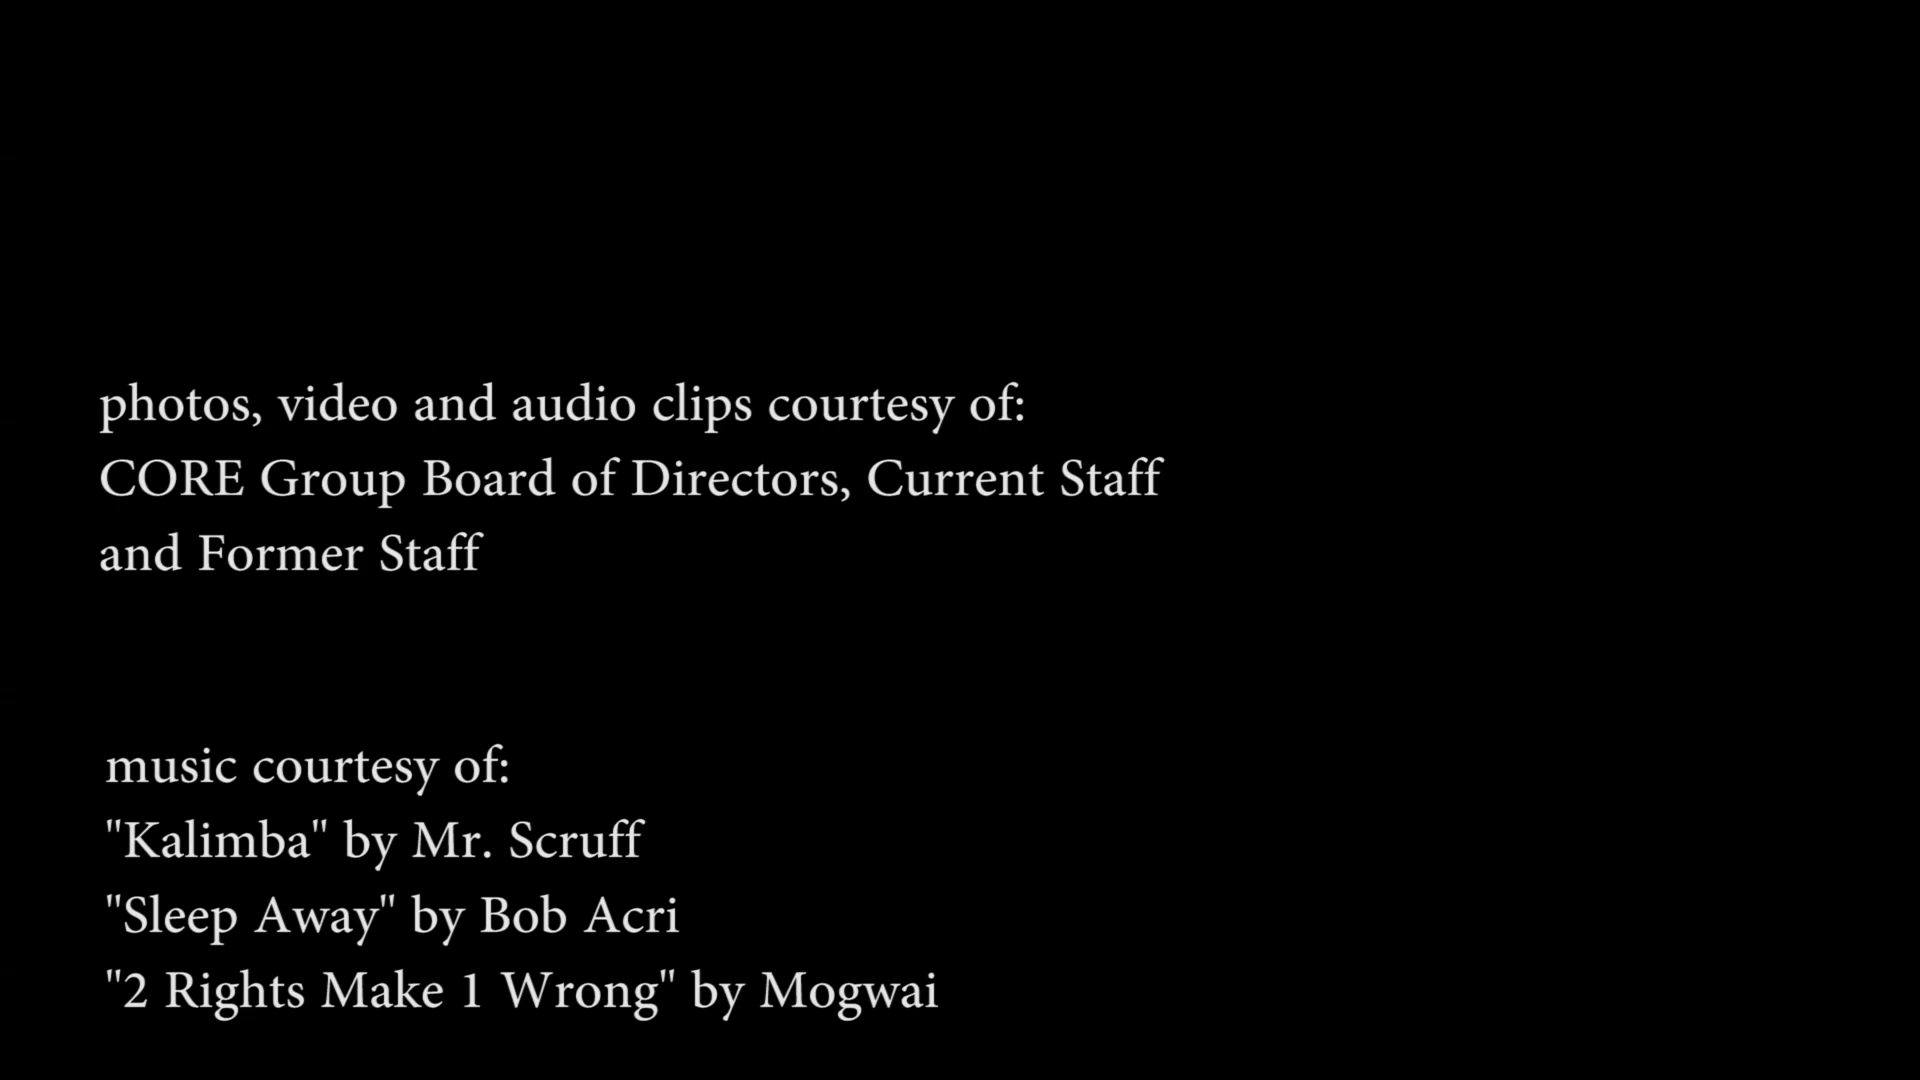 photos, video and audio clips courtesy of:
CORE Group Board of Directors, Current Staff
and Former Staff
music courtesy of:
"Kalimba" by Mr. Scruff
"Sleep Away" by Bob Acri
"2 Rights Make 1 Wrong" by Mogwai